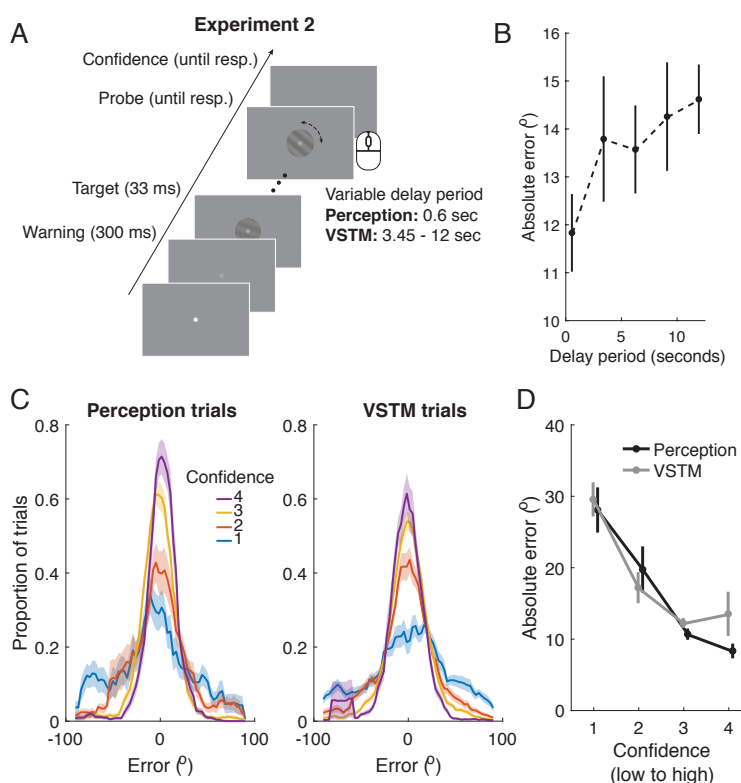 A
Experiment 2
Confidence (until resp.)
Probe (until resp.)
Target (33 ms)
Warning (300 ms)
Variable delay period
Perception: 0.6 sec
VSTM: 3.45 - 12 sec
B
Absolute error (º)
16
15
14
13
12
11
10
0
5
10
Delay period (seconds)
C
Perception trials
Proportion of trials
0.8
0.6
0.4
0.2
0
-100
0
100
Error (º)
Confidence
4
3
2
1
VSTM trials
0.8
0.6
0.4
0.2
0
-100
0
100
Error (º)
D
Absolute error (º)
40
30
20
10
0
Perception
VSTM
1
2
3
4
Confidence
(low to high)